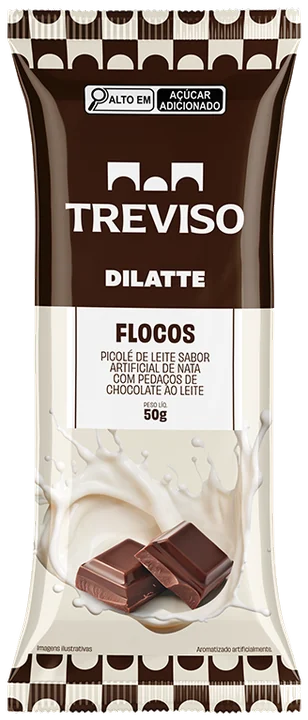 ALTO EM
AÇÚCAR
ADICIONADO
TREVISO
DILATTE
FLOCOS
PICOLÉ DE LEITE SABOR
ARTIFICIAL DE NATA
COM PEDAÇOS DE
CHOCOLATE AO LEITE
PESO LÍQ.
50g
Imagens ilustrativas
Aromatizado artificialmente.